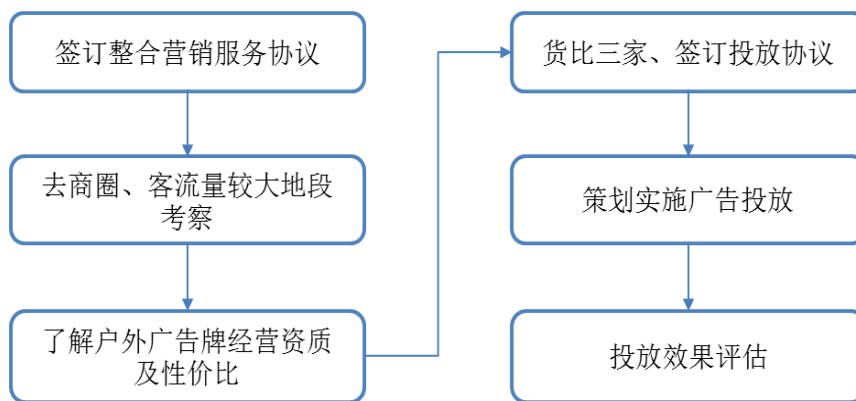 签订整合营销服务协议
去商圈、客流量较大地段
考察
了解户外广告牌经营资质
及性价比
货比三家、签订投放协议
策划实施广告投放
投放效果评估